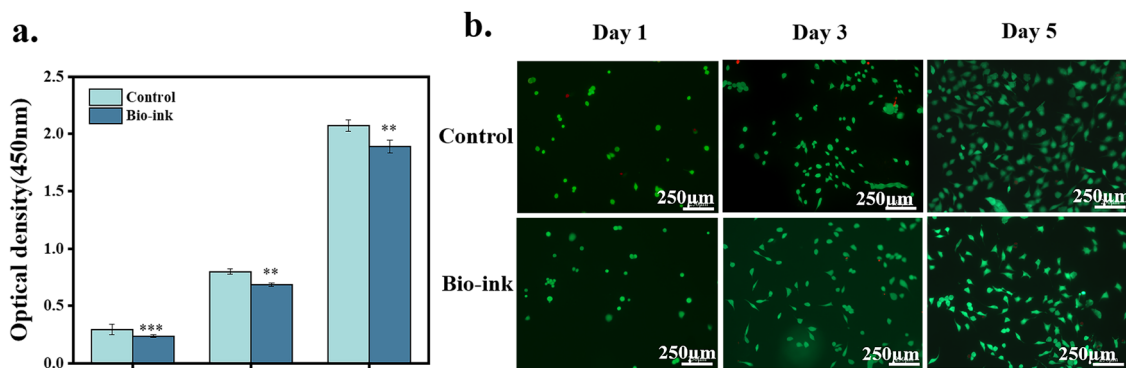 a.
Optical density(450nm)
2.5
2.0
1.5
1.0
0.5
0.0
Control
Bio-ink
***
**
**
b.
Day 1
Day 3
Day 5
Control
250μm
250μm
250μm
Bio-ink
250μm
250μm
250μm